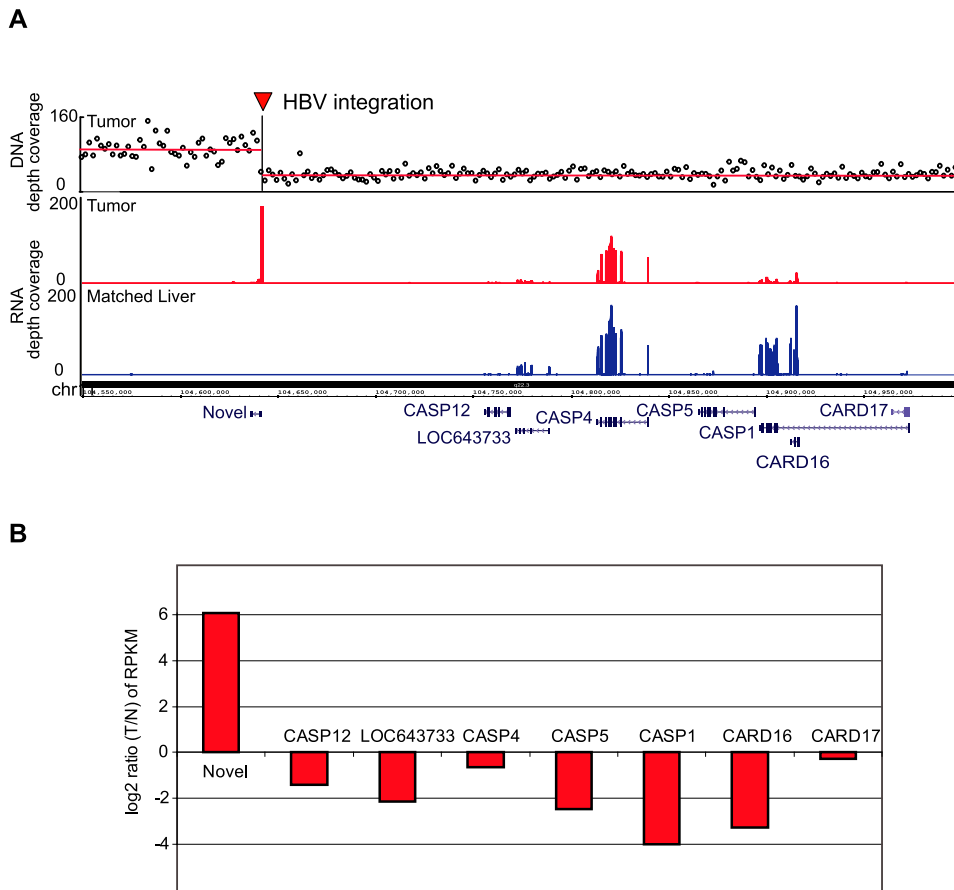 A
HBV integration
DNA
depth coverage
160
0
Tumor
RNA
depth coverage
200
0
Tumor
200
0
Matched Liver
q22.3
chr
104,550,000 104,600,000 104,650,000 104,700,000 104,750,000 104,800,000 104,850,000 104,900,000 104,950,000
Novel
CASP12
LOC643733
CASP4
CASP5
CASP1
CARD17
CARD16
B
log2 ratio (T/N) of RPKM
6
4
2
0
-2
-4
Novel
CASP12
LOC643733
CASP4
CASP5
CASP1
CARD16
CARD17